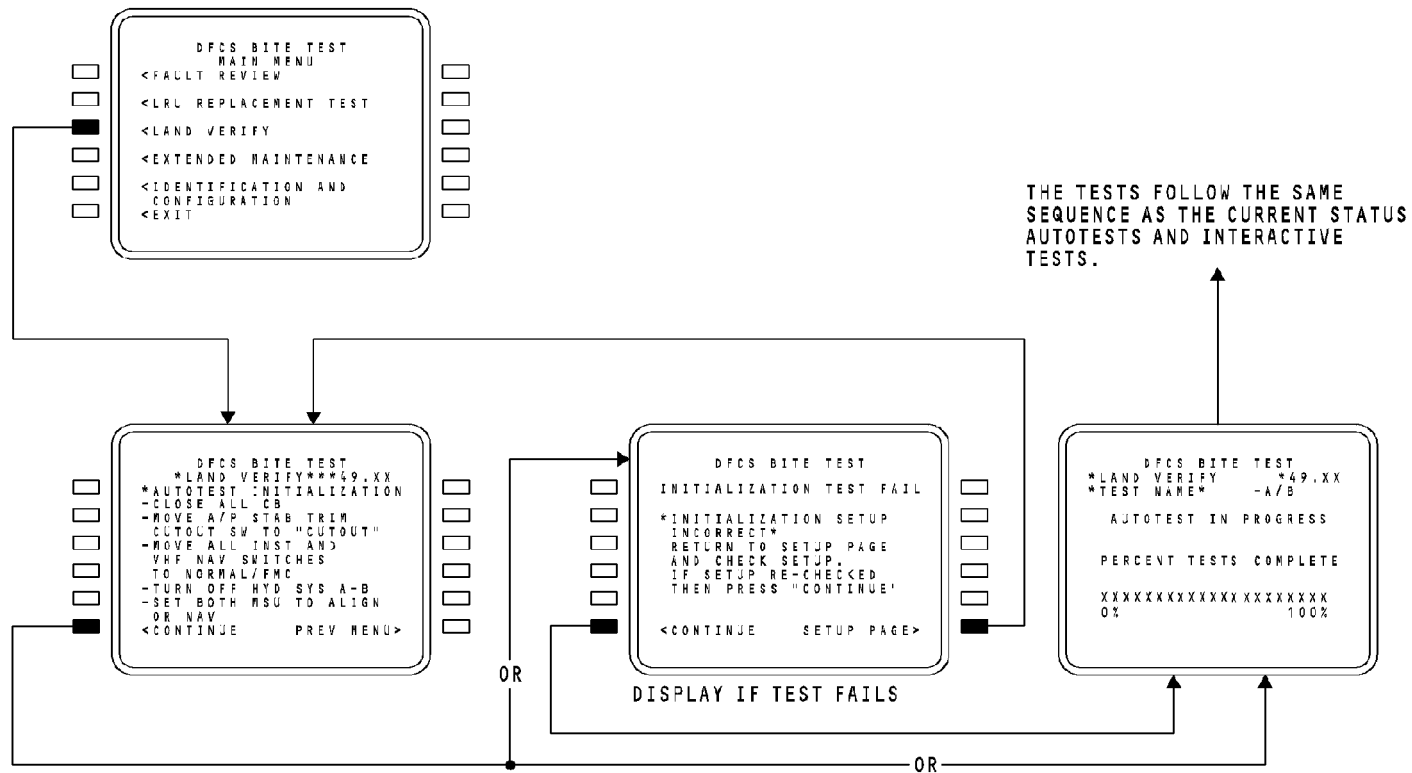 DFCS BITE TEST
MAIN MENU
<FAULT REVIEW
<LRU REPLACEMENT TEST
<LAND VERIFY
<EXTENDED MAINTENANCE
<IDENTIFICATION AND
CONFIGURATION
<EXIT
THE TESTS FOLLOW THE SAME
SEQUENCE AS THE CURRENT STATUS
AUTOTESTS AND INTERACTIVE
TESTS.
DFCS BITE TEST
*LAND VERIFY***49.XX
*AUTOTEST INITIALIZATION
-CLOSE ALL CB
-MOVE A/P STAB TRIM
CUTOUT SW TO "CUTOUT"
-MOVE ALL INST AND
VHF NAV SWITCHES
TO NORMAL/FMC
-TURN OFF HYD SYS A-B
-SET BOTH MSU TO ALIGN
OR NAV
<CONTINUE PREV MENU>
OR
DFCS BITE TEST
INITIALIZATION TEST FAIL
*INITIALIZATION SETUP
INCORRECT*
RETURN TO SETUP PAGE
AND CHECK SETUP.
IF SETUP RE-CHECKED
THEN PRESS "CONTINUE'
<CONTINUE SETUP PAGE>
DISPLAY IF TEST FAILS
DFCS BITE TEST
*LAND VERIFY *49.XX
*TEST NAME* -A/B
AUTOTEST IN PROGRESS
PERCENT TESTS COMPLETE
XXXXXXXXXXXXXXXXXXXXX
0% 100%
OR